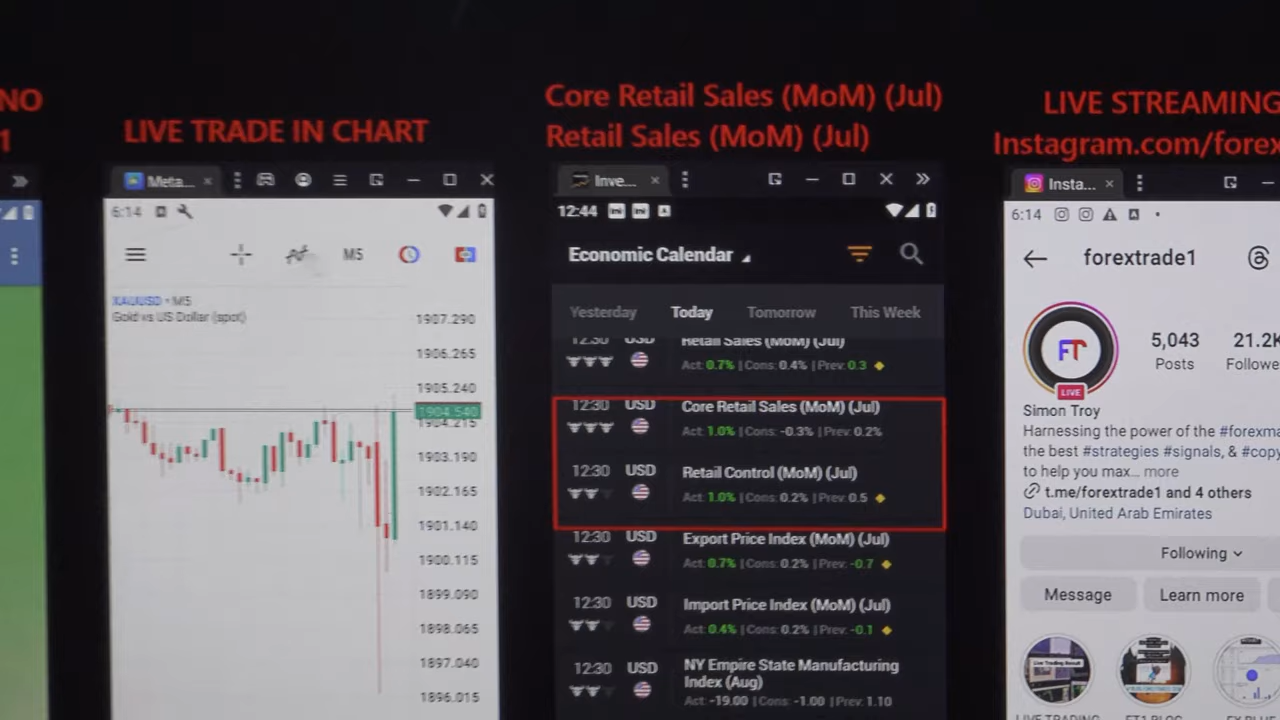 NO
1
LIVE TRADE IN CHART
Meta...
6:14
M5
XAUUSD • M5
Gold vs US Dollar (spot)
1907.290
1906.265
1905.240
1904.540
1904.215
1903.190
1902.165
1901.140
1900.115
1899.090
1898.065
1897.040
1896.015
Core Retail Sales (MoM) (Jul)
Retail Sales (MoM) (Jul)
Inve...
12:44
Economic Calendar
Yesterday Today Tomorrow This Week
12:30 USD Retail Sales (MoM) (Jul)
Act: 0.7% | Cons: 0.4% | Prev: 0.3
12:30 USD Core Retail Sales (MoM) (Jul)
Act: 1.0% | Cons: -0.3% | Prev: 0.2%
12:30 USD Retail Control (MoM) (Jul)
Act: 1.0% | Cons: 0.2% | Prev: 0.5
12:30 USD Export Price Index (MoM) (Jul)
Act: 0.7% | Cons: 0.2% | Prev: -0.7
12:30 USD Import Price Index (MoM) (Jul)
Act: 0.4% | Cons: 0.2% | Prev: -0.1
12:30 USD NY Empire State Manufacturing
Index (Aug)
Act: -19.00 | Cons: -1.00 | Prev: 1.10
LIVE STREAMING
Instagram.com/forex
Insta...
6:14
forextrade1
FT
LIVE
5,043 21.2K
Posts Followe
Simon Troy
Harnessing the power of the #forexma
the best #strategies #signals, & #copy
to help you max... more
t.me/forextrade1 and 4 others
Dubai, United Arab Emirates
Following
Message Learn more
LIVE TRADING FT1 BLOG